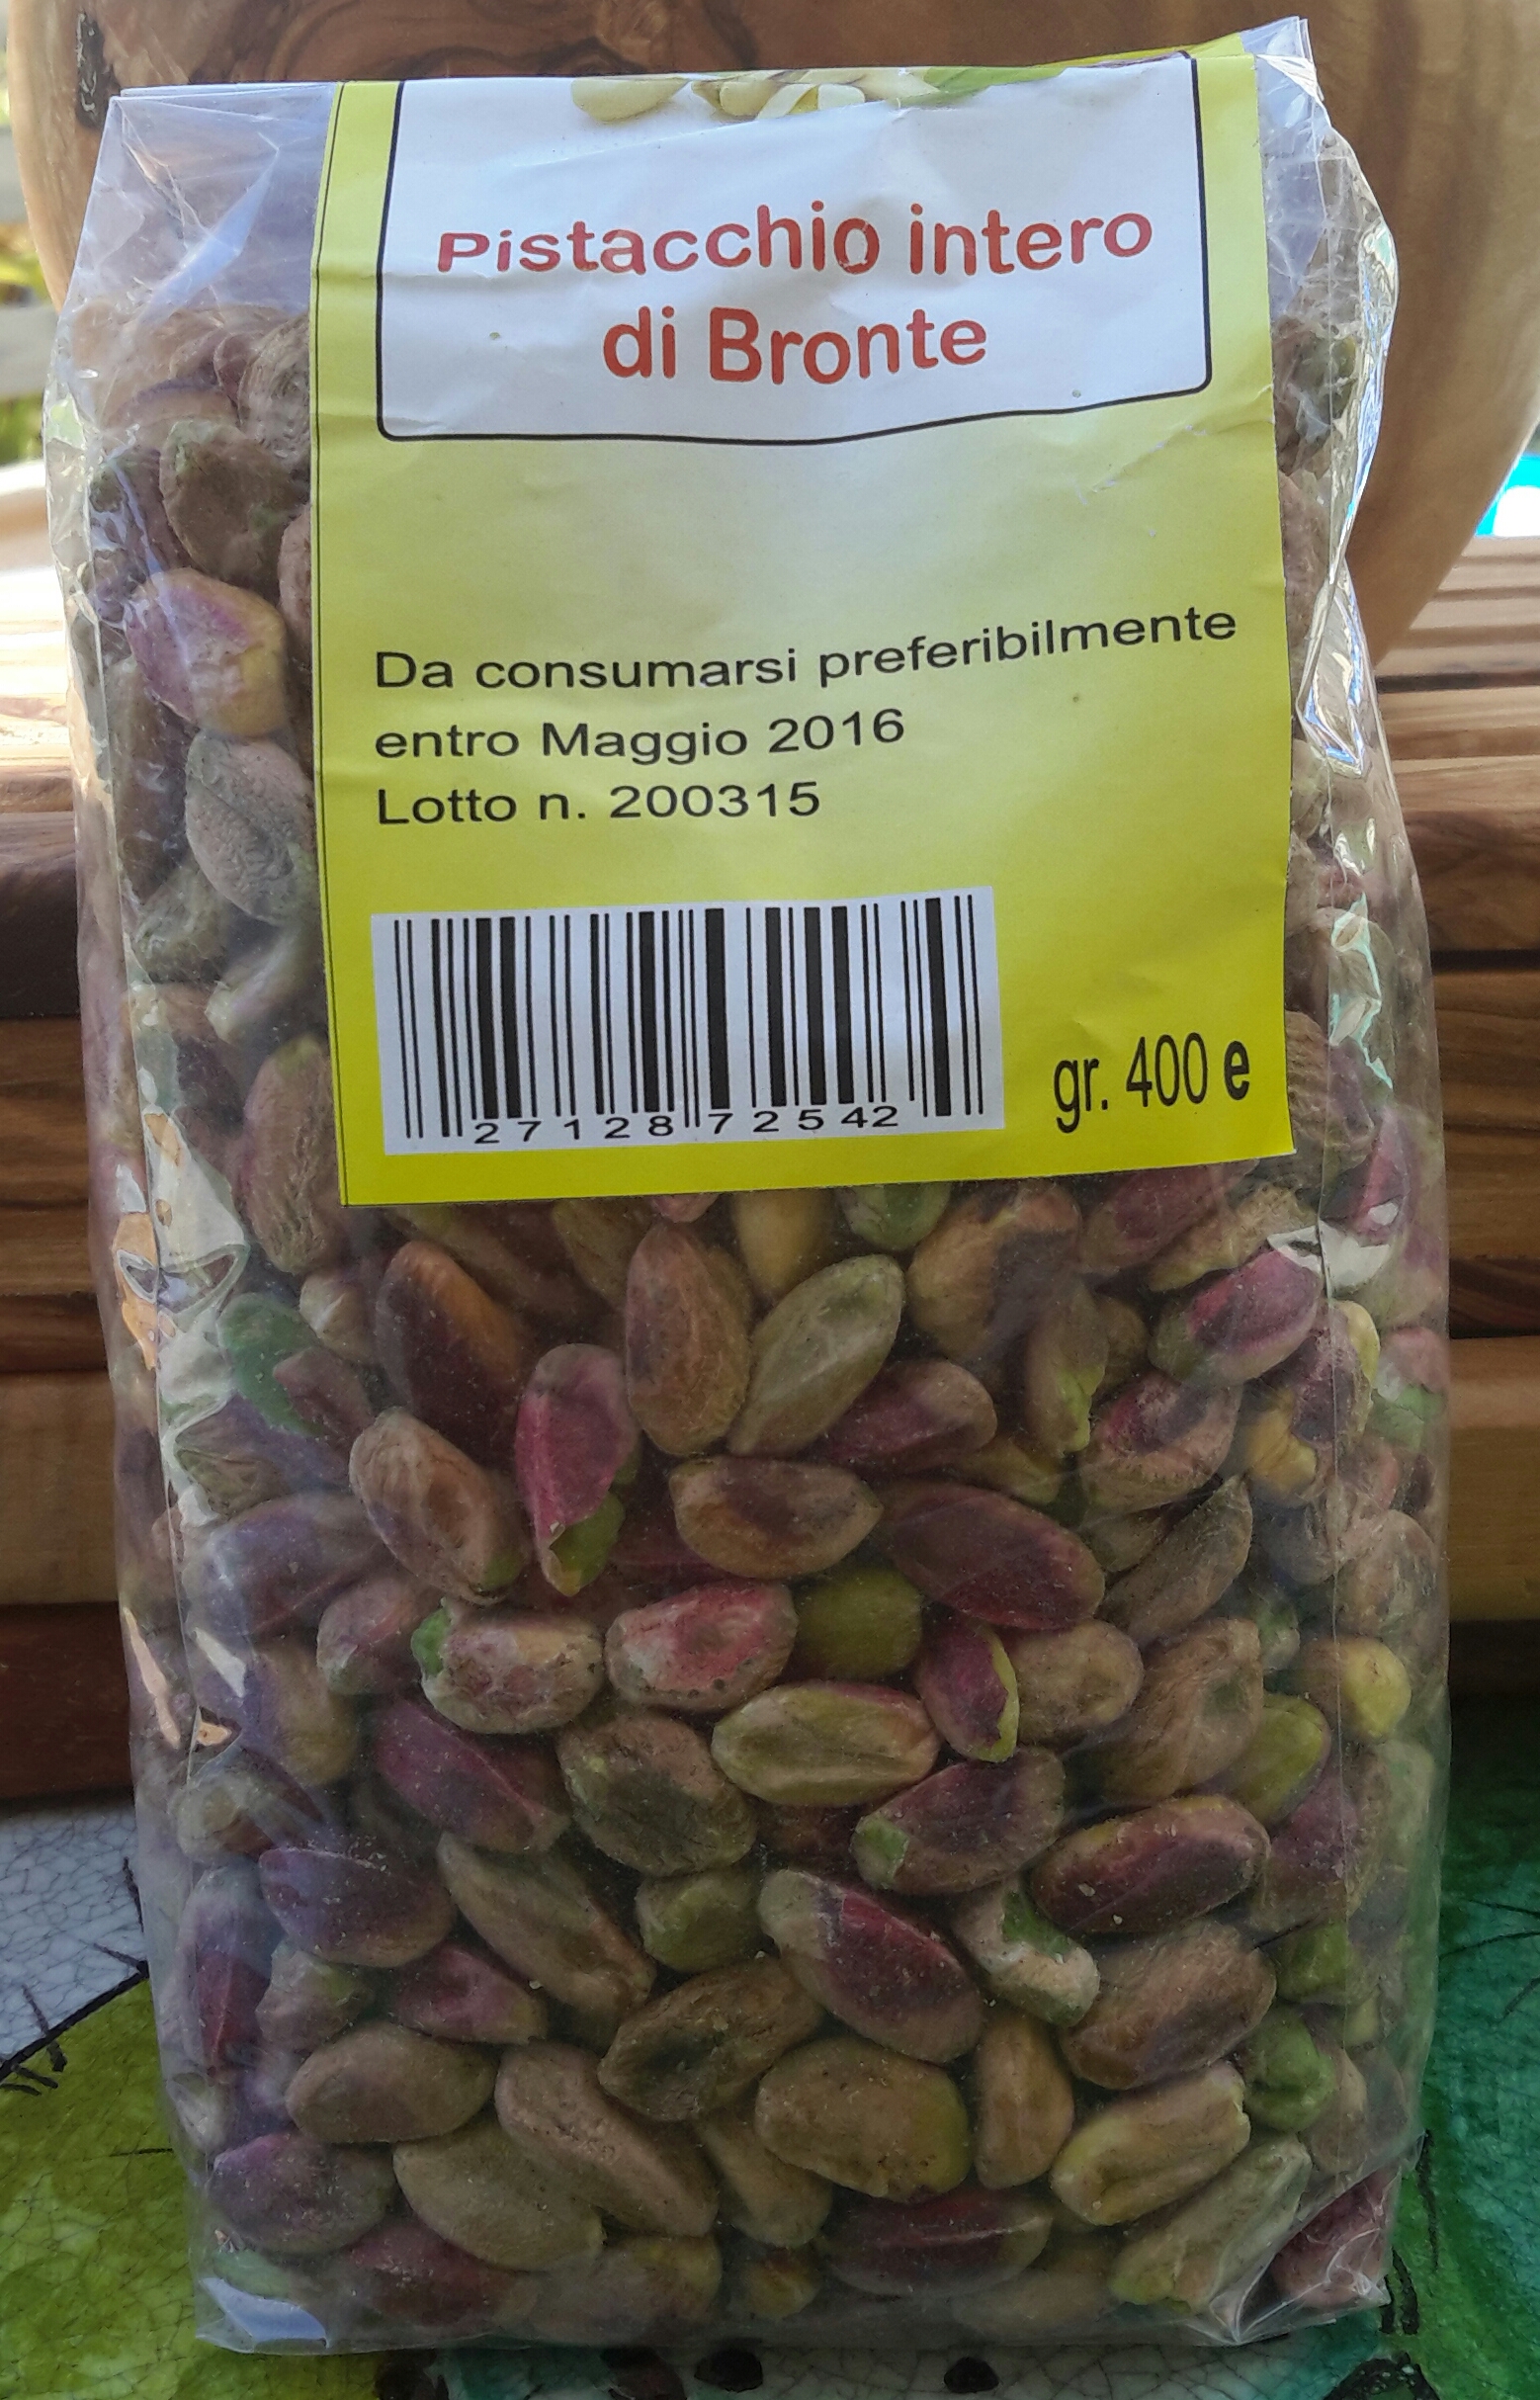 Pistacchio intero
di Bronte
Da consumarsi preferibilmente
entro Maggio 2016
Lotto n. 200315
gr. 400 e
27128 72542